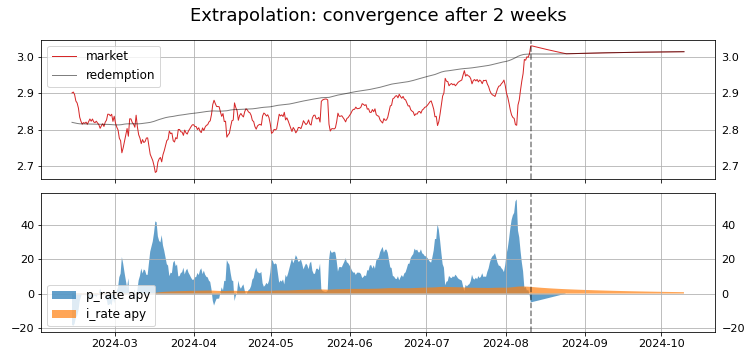 Extrapolation: convergence after 2 weeks
3.0
2.9
2.8
2.7
market
redemption
3.0
2.9
2.8
2.7
40
20
0
−20
p_rate apy
i_rate apy
40
20
0
−20
2024-03 2024-04 2024-05 2024-06 2024-07 2024-08 2024-09 2024-10